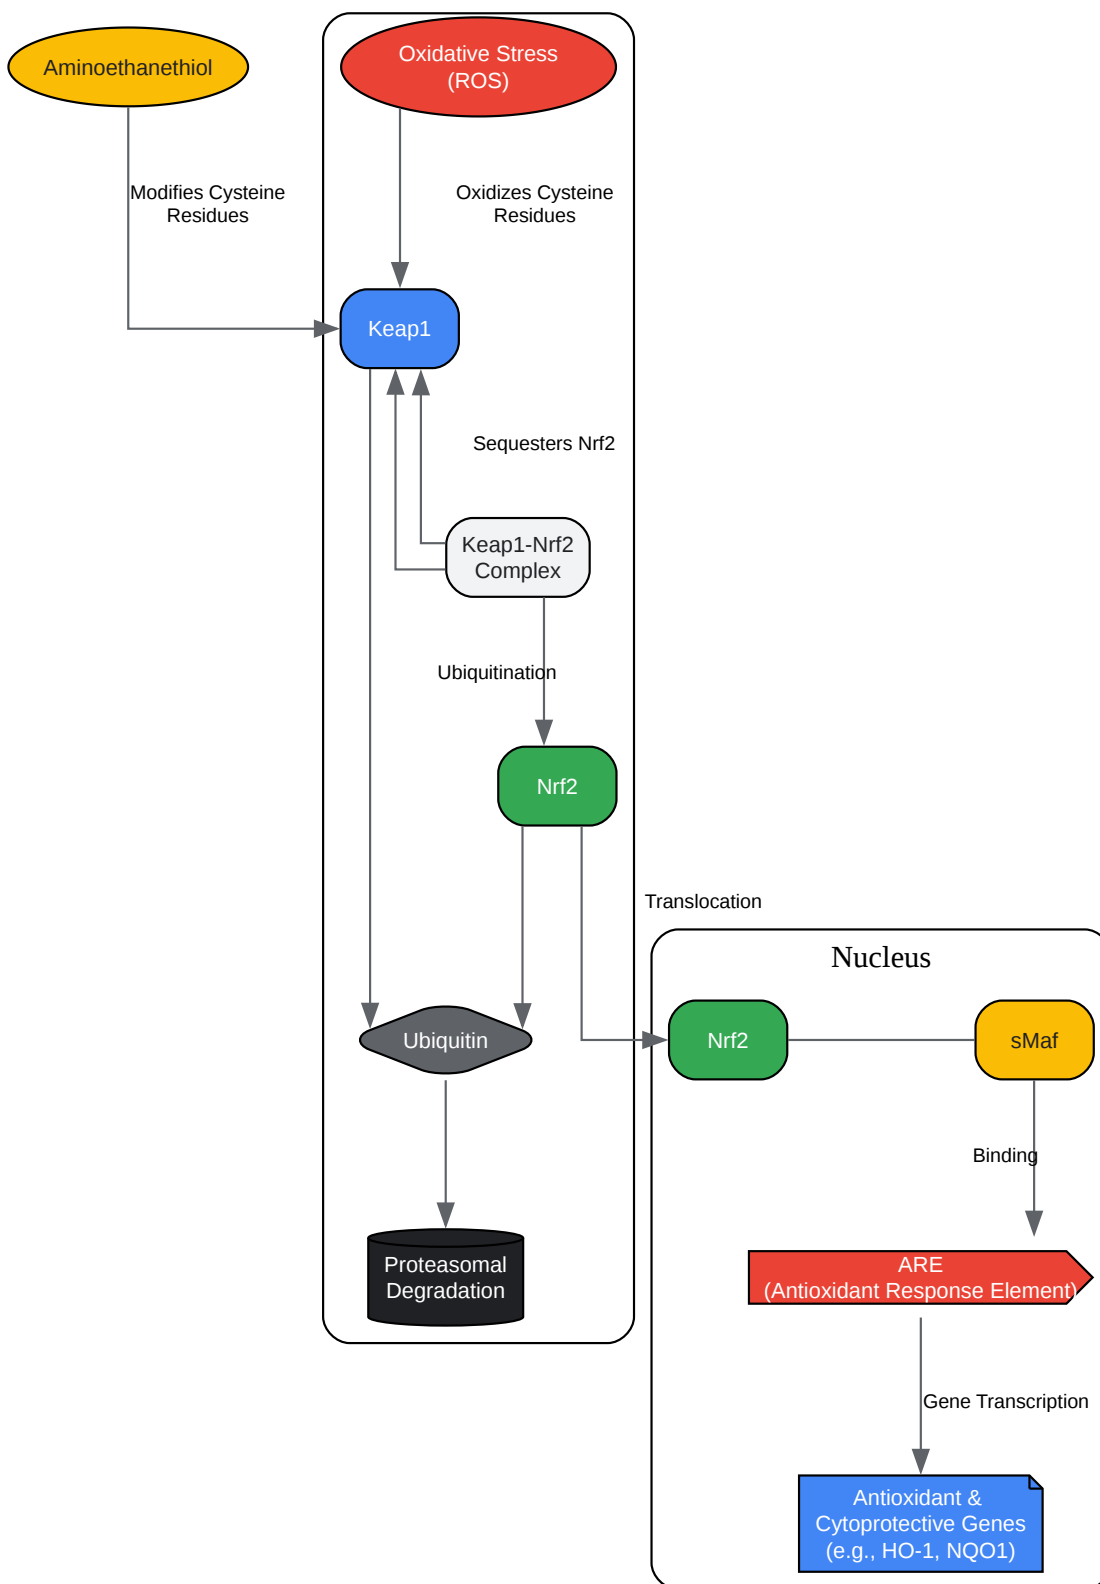 Aminoethanethiol
Oxidative Stress
(ROS)
Modifies Cysteine
Residues
Oxidizes Cysteine
Residues
Keap1
Sequesters Nrf2
Keap1-Nrf2
Complex
Ubiquitination
Nrf2
Translocation
Nucleus
Ubiquitin
Nrf2
sMaf
Binding
Proteasomal
Degradation
ARE
(Antioxidant Response Element)
Gene Transcription
Antioxidant &
Cytoprotective Genes
(e.g., HO-1, NQO1)